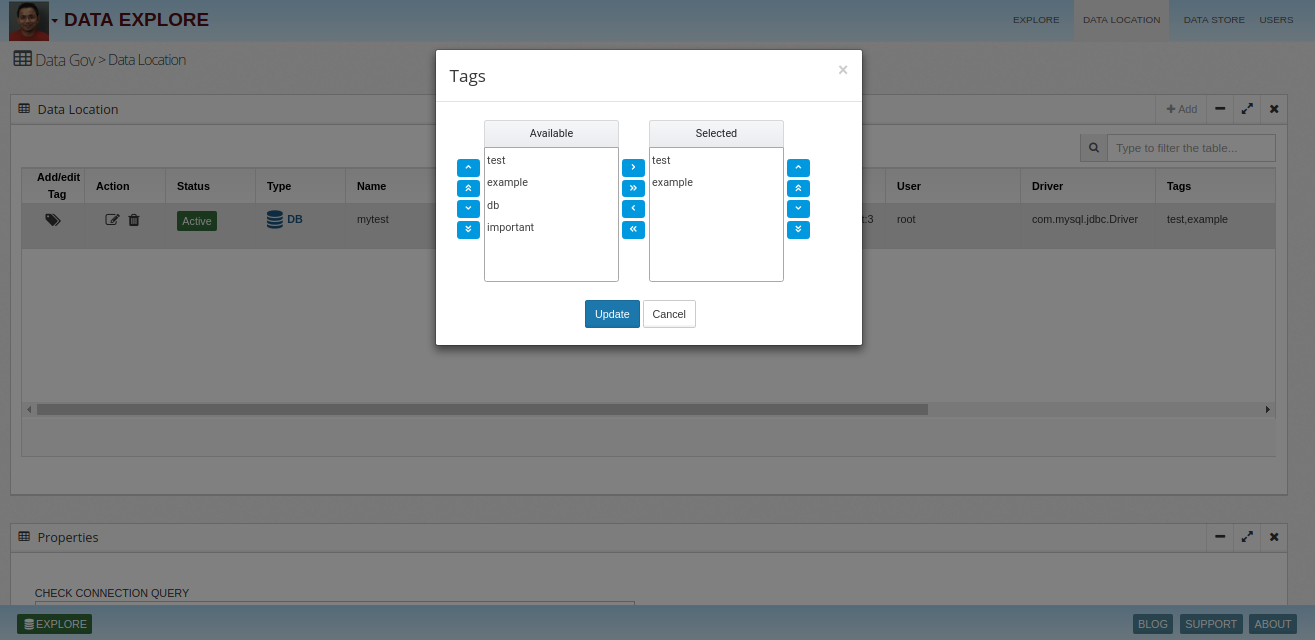 DATA EXPLORE
EXPLORE DATA LOCATION DATA STORE USERS
Data Gov > Data Location
Tags
×
Data Location
Add
Available Selected
Type to filter the table...
test
example
db
important
test
example
Add/edit Tag Action Status Type Name User Driver Tags
Active DB mytest :3 root com.mysql.jdbc.Driver test,example
Update Cancel
Properties
CHECK CONNECTION QUERY
EXPLORE
BLOG SUPPORT ABOUT